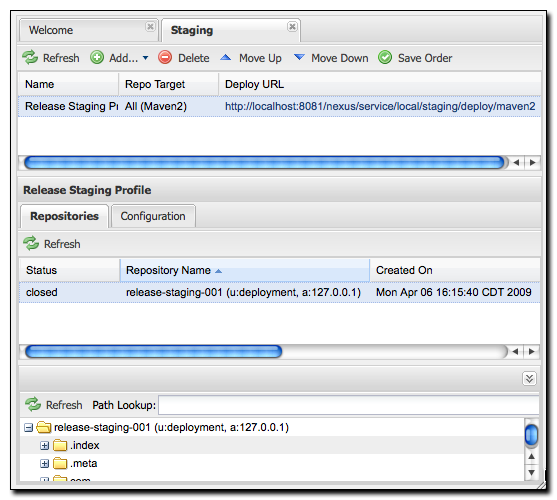 Welcome Staging
Refresh Add... Delete Move Up Move Down Save Order
Name Repo Target Deploy URL
Release Staging All (Maven2) http://localhost:8081/nexus/service/local/staging/deploy/maven2
Release Staging Profile
Repositories Configuration
Refresh
Status Repository Name Created On
closed release-staging-001 (u:deployment, a:127.0.0.1) Mon Apr 06 16:15:40 CDT 2009
Refresh Path Lookup:
release-staging-001 (u:deployment, a:127.0.0.1)
.index
.meta
com